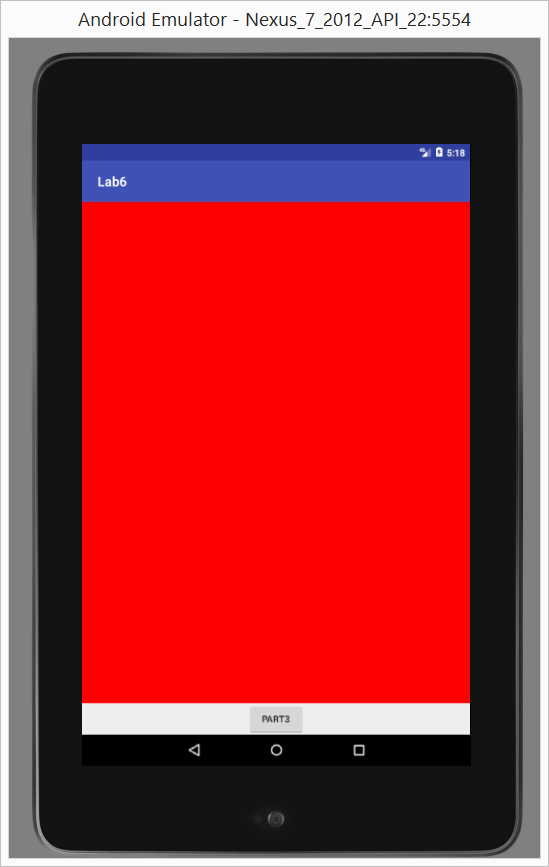 Android Emulator - Nexus_7_2012_API_22:5554
5:18
Lab6
PART3